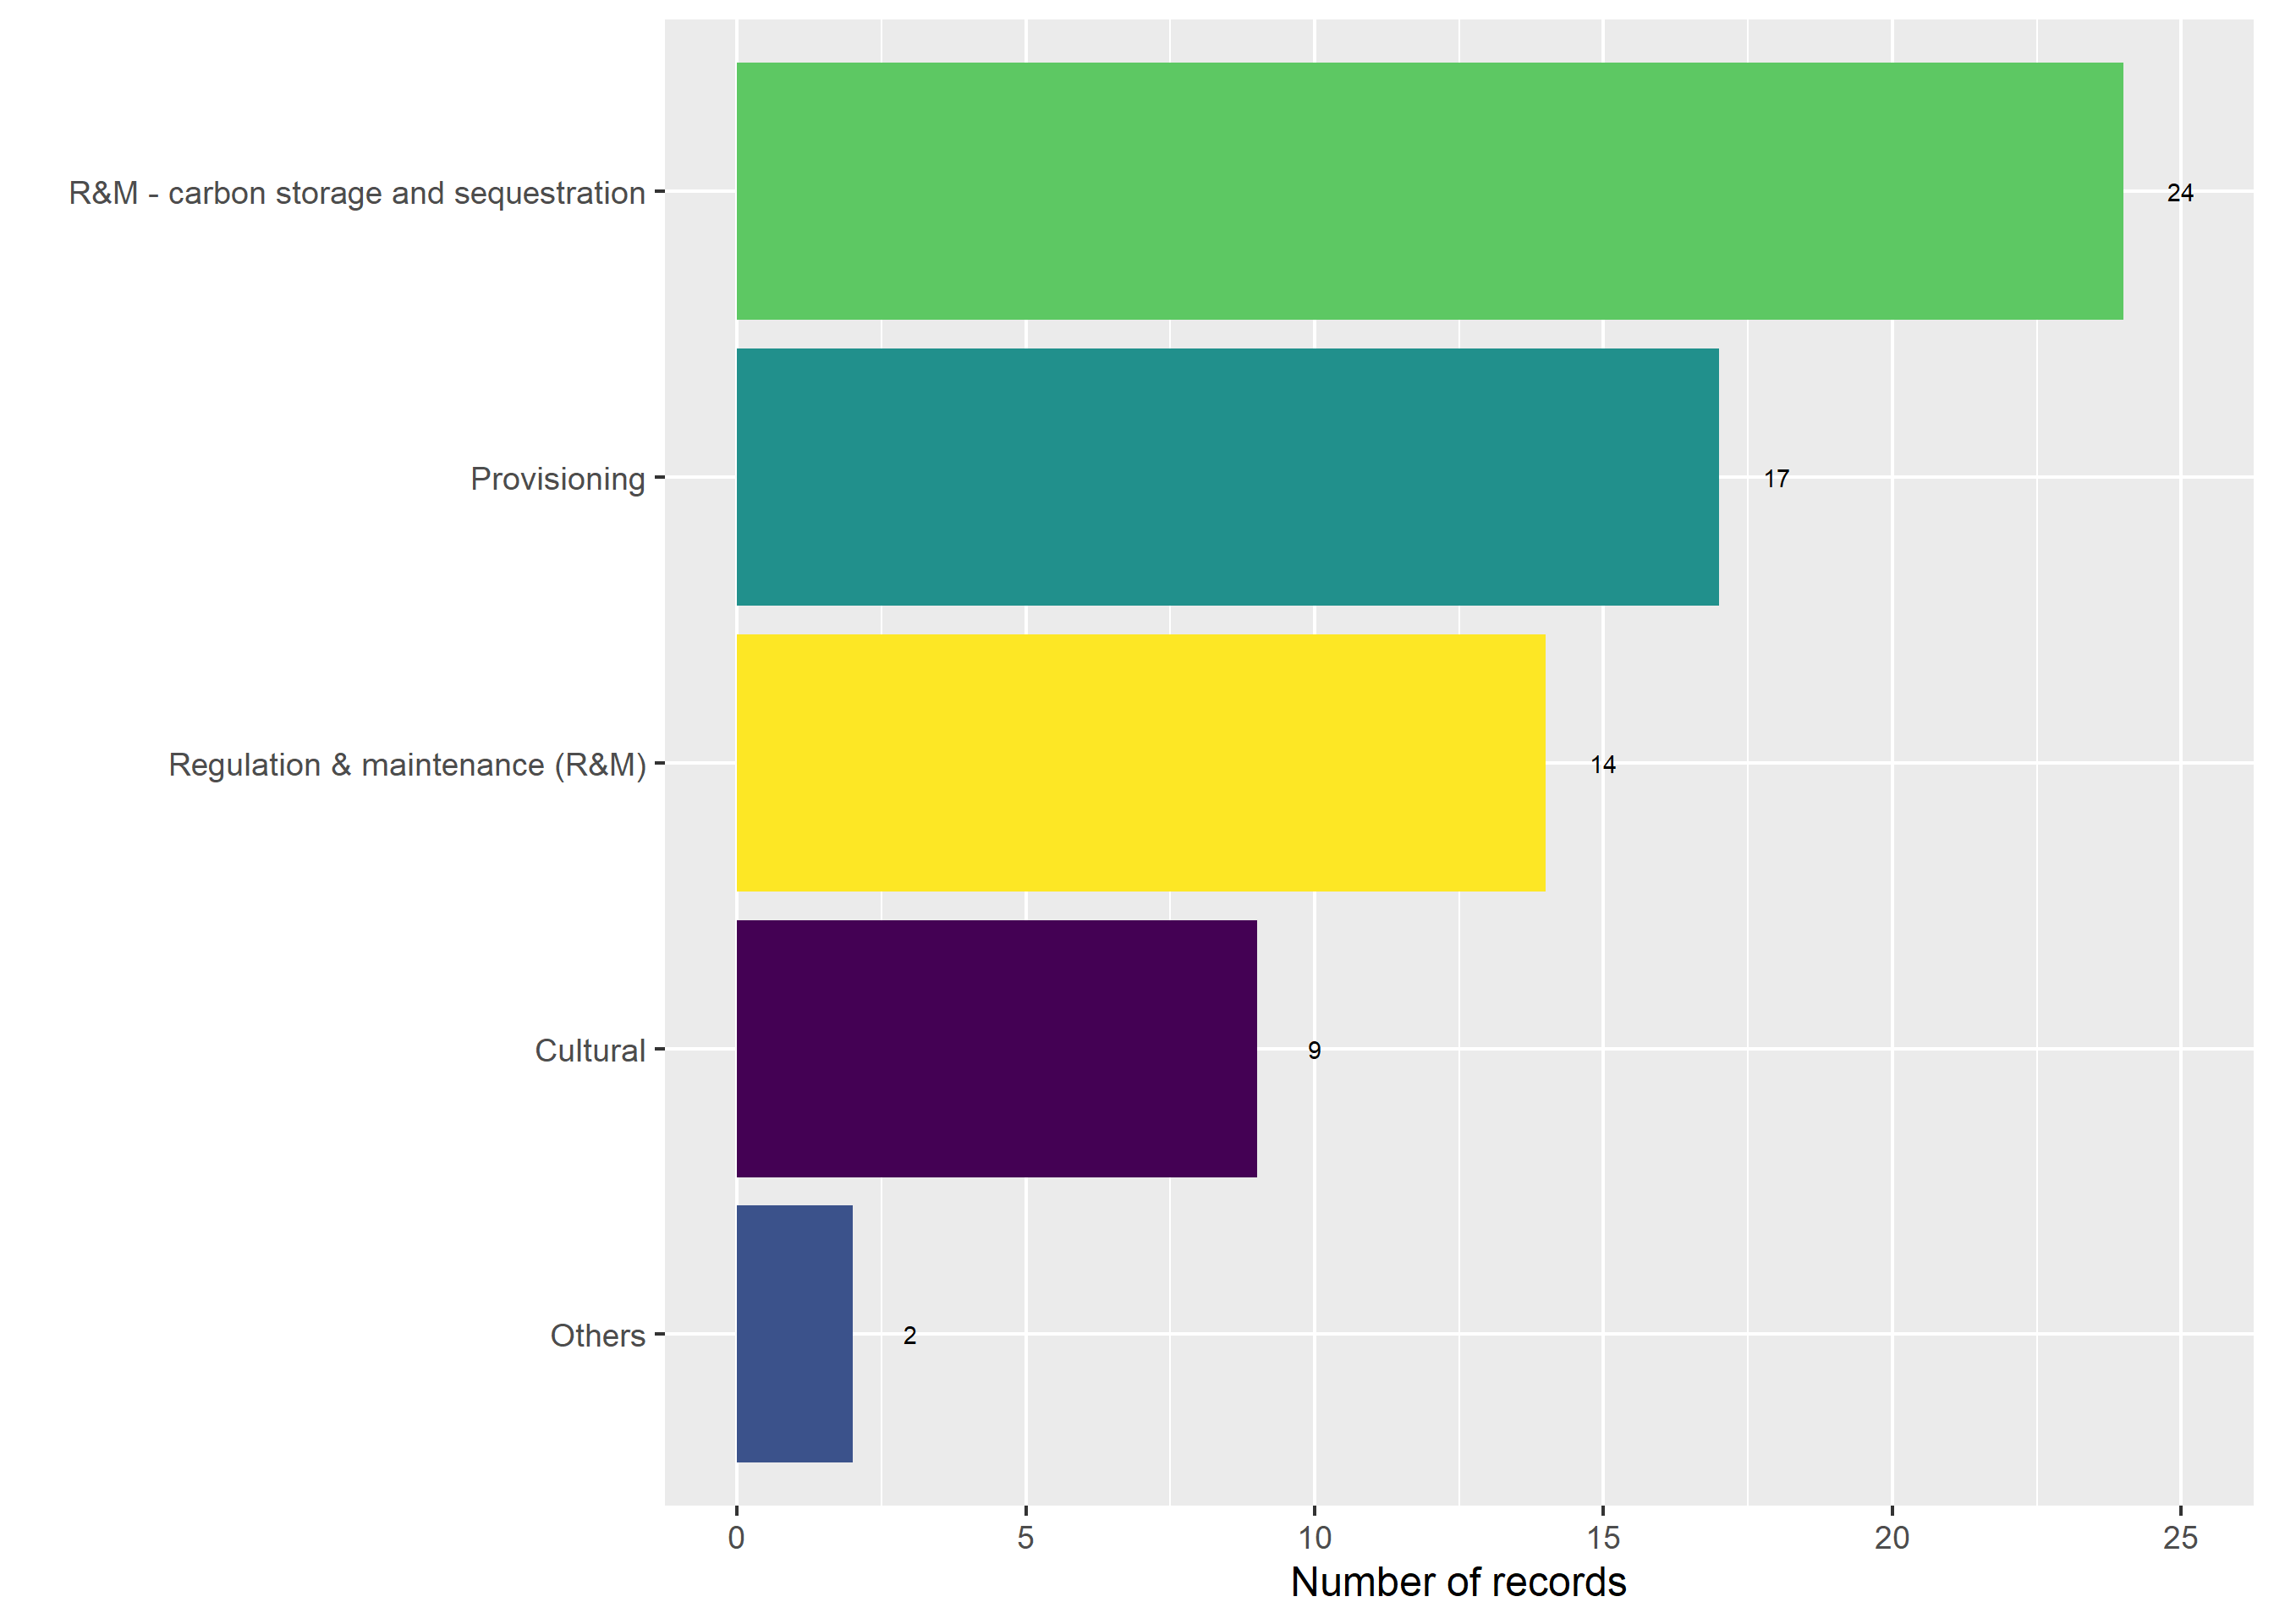 R&M - carbon storage and sequestration
24
Provisioning
17
Regulation & maintenance (R&M)
14
Cultural
9
Others
2
0 5 10 15 20 25
Number of records